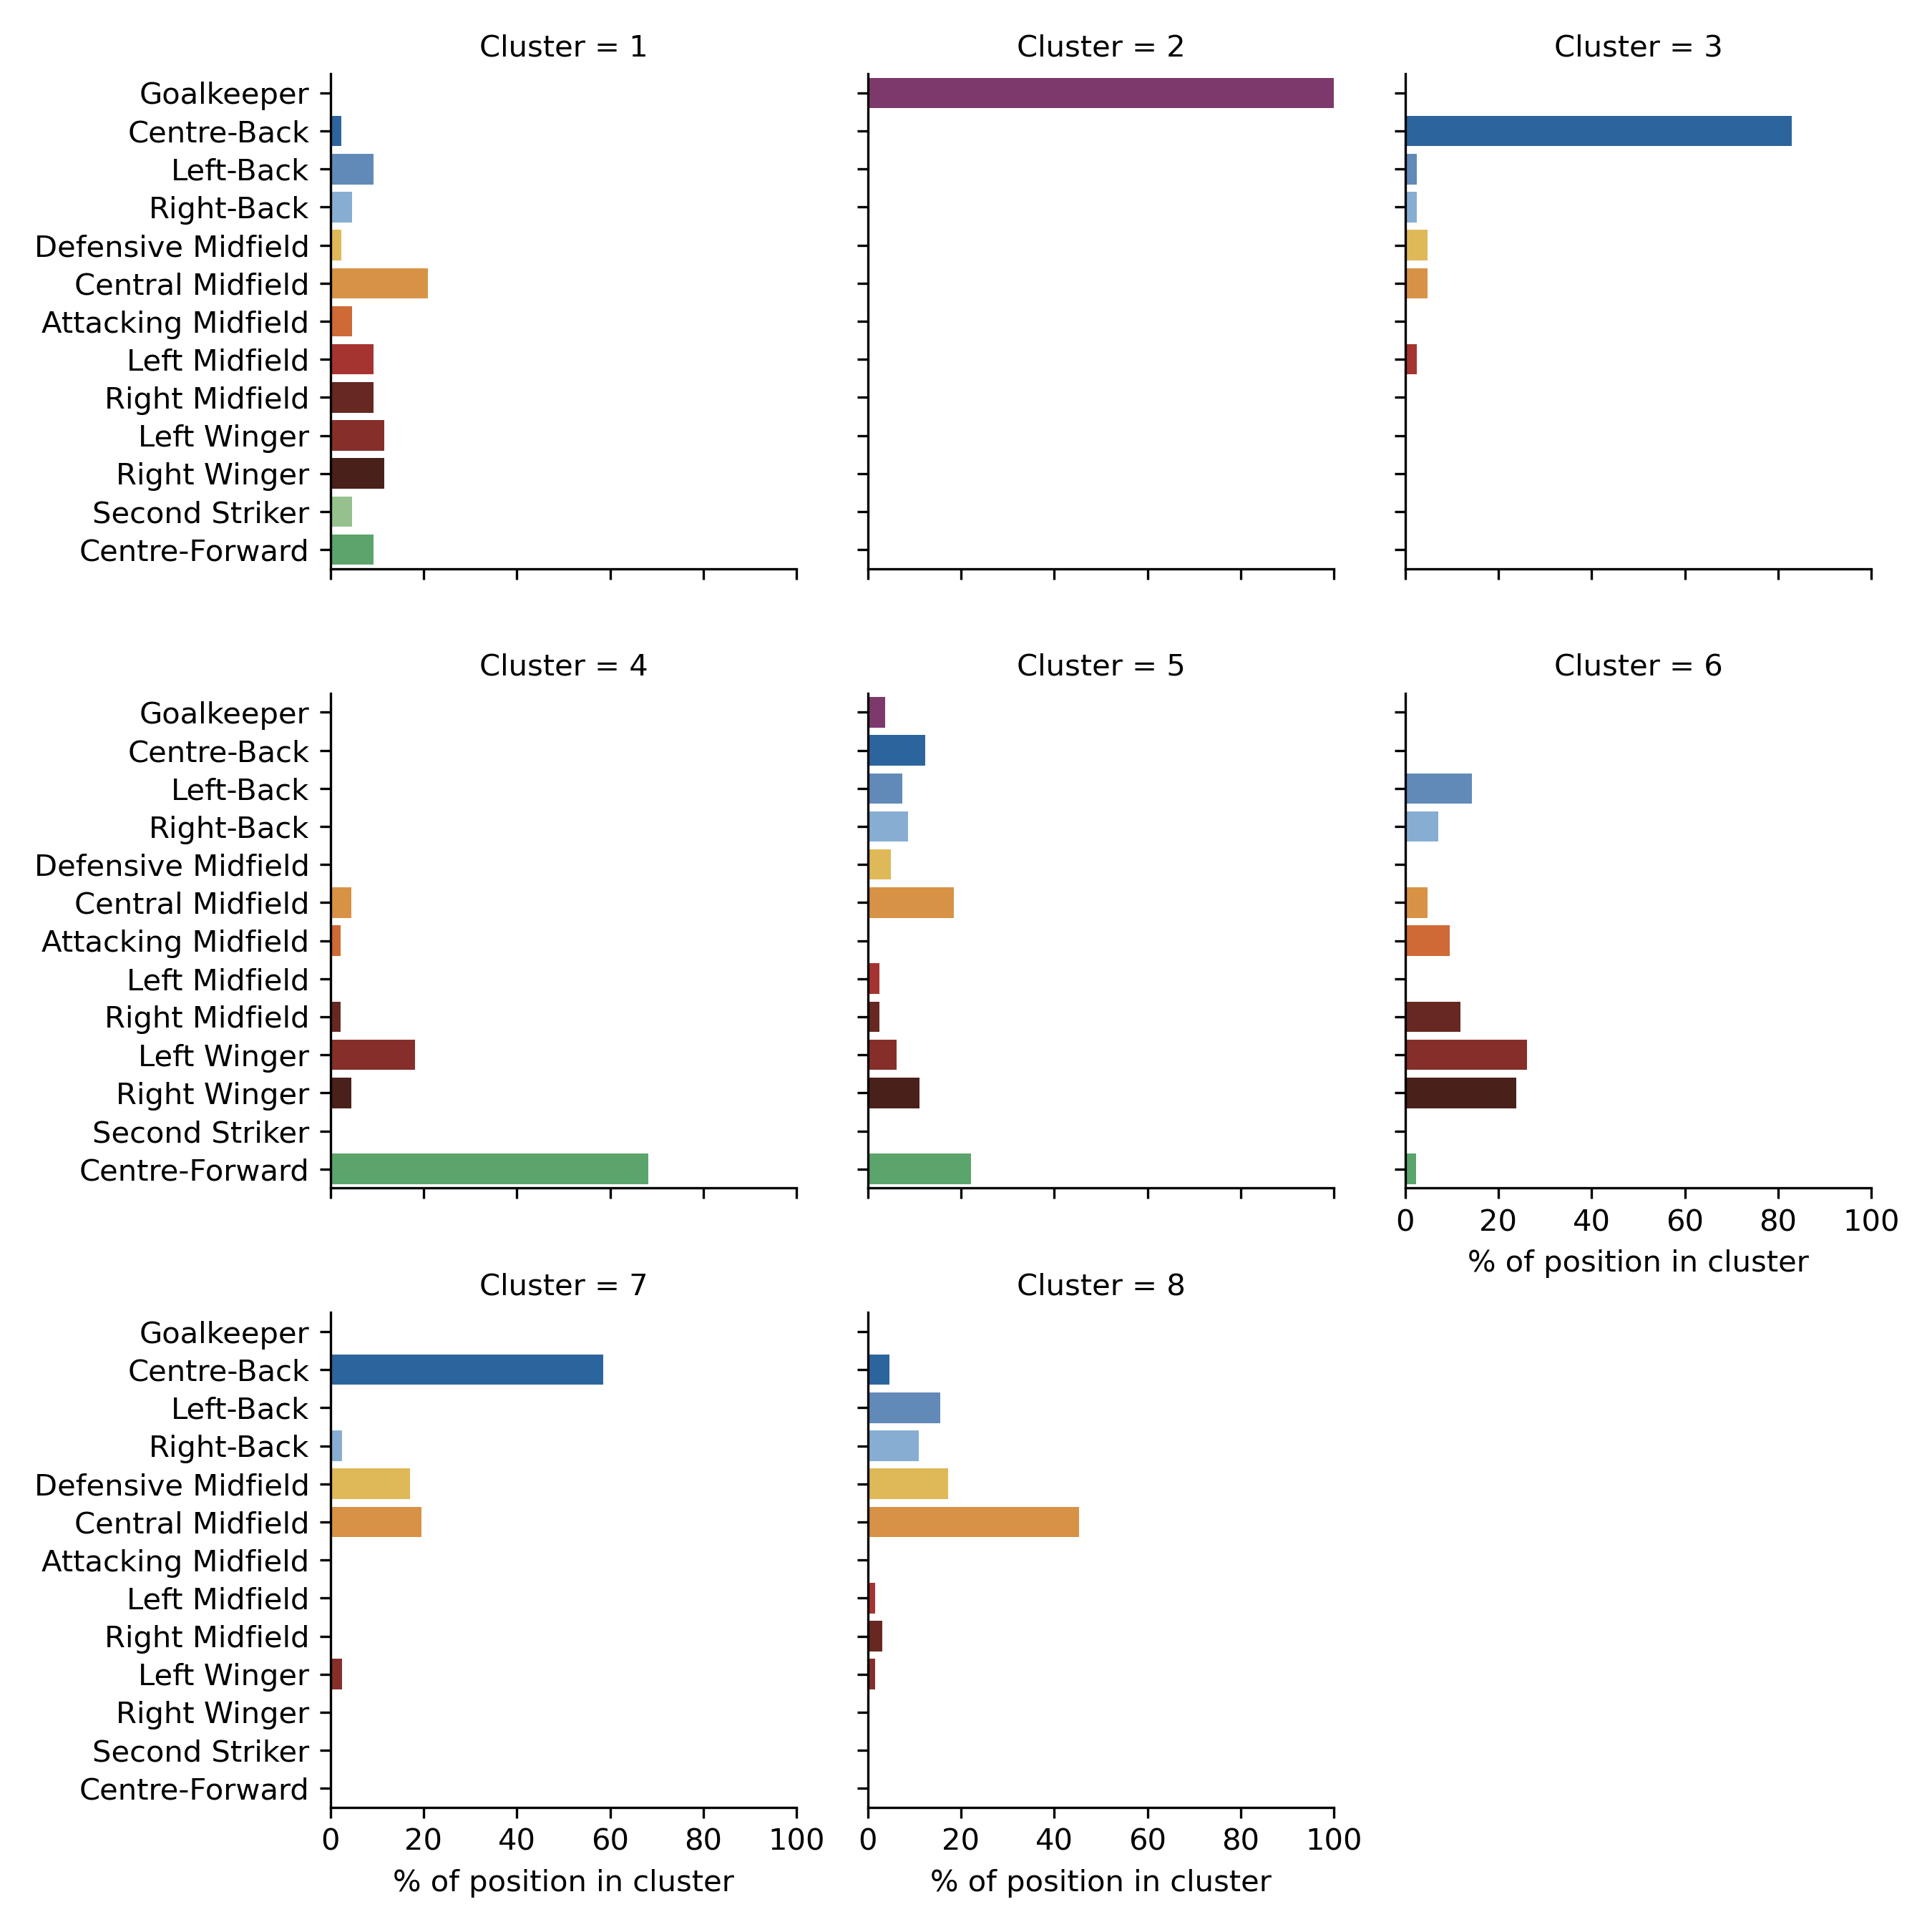 Cluster = 1
Cluster = 2
Cluster = 3
Goalkeeper
Centre-Back
Left-Back
Right-Back
Defensive Midfield
Central Midfield
Attacking Midfield
Left Midfield
Right Midfield
Left Winger
Right Winger
Second Striker
Centre-Forward
Cluster = 4
Cluster = 5
Cluster = 6
Goalkeeper
Centre-Back
Left-Back
Right-Back
Defensive Midfield
Central Midfield
Attacking Midfield
Left Midfield
Right Midfield
Left Winger
Right Winger
Second Striker
Centre-Forward
0 20 40 60 80 100
% of position in cluster
Cluster = 7
Cluster = 8
Goalkeeper
Centre-Back
Left-Back
Right-Back
Defensive Midfield
Central Midfield
Attacking Midfield
Left Midfield
Right Midfield
Left Winger
Right Winger
Second Striker
Centre-Forward
0 20 40 60 80 100
0 20 40 60 80 100
% of position in cluster
% of position in cluster